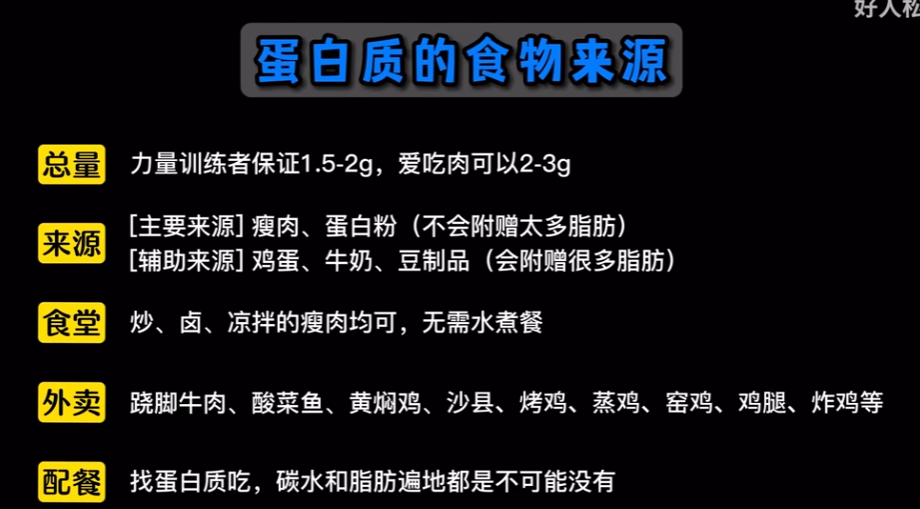 好人松
蛋白质的食物来源
总量 力量训练者保证1.5-2g，爱吃肉可以2-3g
来源 [主要来源] 瘦肉、蛋白粉（不会附赠太多脂肪）
[辅助来源] 鸡蛋、牛奶、豆制品（会附赠很多脂肪）
食堂 炒、卤、凉拌的瘦肉均可，无需水煮餐
外卖 跷脚牛肉、酸菜鱼、黄焖鸡、沙县、烤鸡、蒸鸡、窑鸡、鸡腿、炸鸡等
配餐 找蛋白质吃，碳水和脂肪遍地都是不可能没有